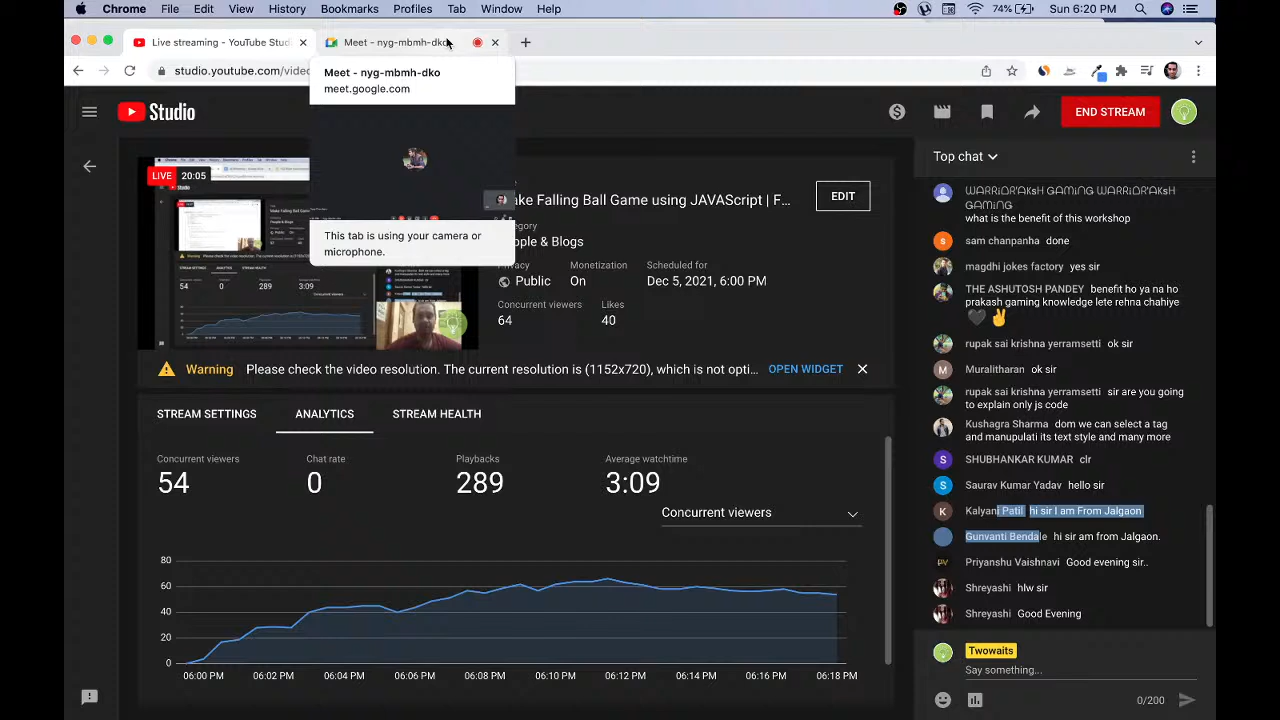 Chrome File Edit View History Bookmarks Profiles Tab Window Help 74% Sun 6:20 PM
Live streaming - YouTube Studi Meet - nyg-mbmh-dko
studio.youtube.com/video
Meet - nyg-mbmh-dko
meet.google.com
This tab is using your camera or
microphone.
Studio
END STREAM
LIVE 20:05
ake Falling Ball Game using JAVAScript | F...
EDIT
tegory
ople & Blogs
Privacy Monetization Scheduled for
Public On Dec 5 2021, 6:00 PM
Concurrent viewers Likes
64 40
Warning Please check the video resolution. The current resolution is (1152x720), which is not opti... OPEN WIDGET
STREAM SETTINGS ANALYTICS STREAM HEALTH
Concurrent viewers Chat rate Playbacks Average watchtime
54 0 289 3:09
Concurrent viewers
80
60
40
20
0
06:00 PM 06:02 PM 06:04 PM 06:06 PM 06:08 PM 06:10 PM 06:12 PM 06:14 PM 06:16 PM 06:18 PM
Top chat
what is the benefit of this workshop
sam chanpanha done
magdhi jokes factory yes sir
THE ASHUTOSH PANDEY benefit ho ya na ho
prakash gaming knowledge lete rehna chahiye
🖤 ✌
rupak sai krishna yerramsetti ok sir
Muralitharan ok sir
rupak sai krishna yerramsetti sir are you going
to explain only js code
Kushagra Sharma dom we can select a tag
and manupulati its text style and many more
SHUBHANKAR KUMAR clr
Saurav Kumar Yadav hello sir
Kalyani Patil hi sir I am From Jalgaon
Gunvanti Bendale hi sir am from Jalgaon.
Priyanshu Vaishnavi Good evening sir..
Shreyashi hlw sir
Shreyashi Good Evening
Twowaits
Say something...
0/200